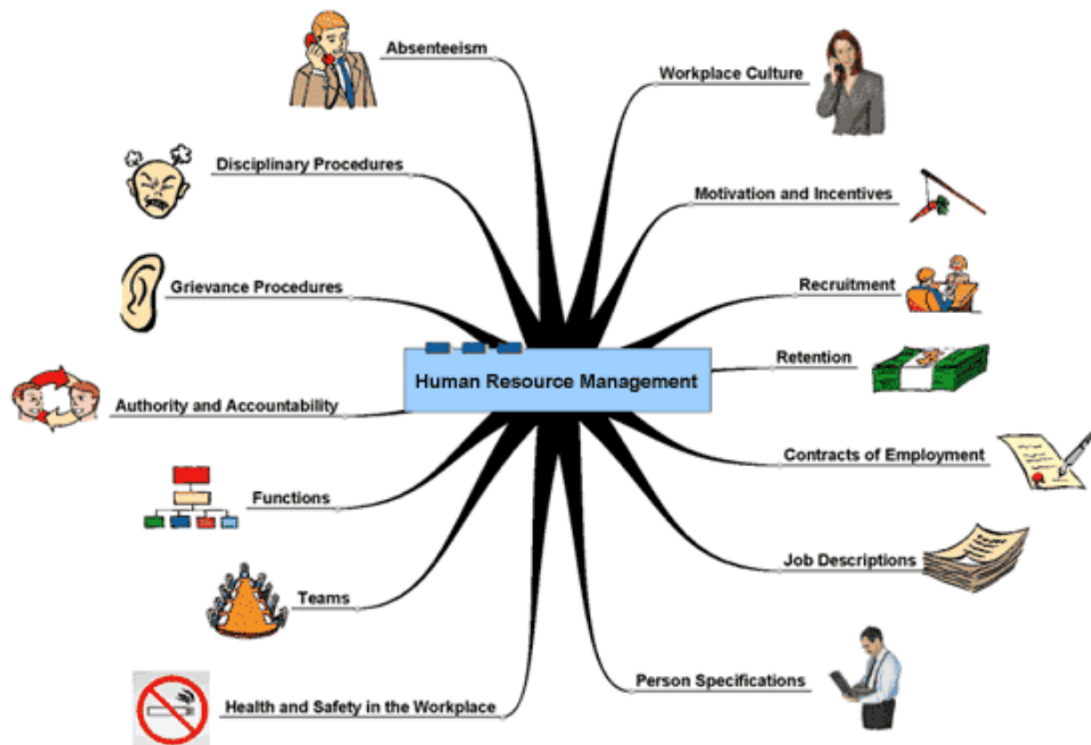 Absenteeism
Workplace Culture
Disciplinary Procedures
Motivation and Incentives
Grievance Procedures
Recruitment
Retention
Human Resource Management
Authority and Accountability
Contracts of Employment
Functions
Job Descriptions
Teams
Person Specifications
Health and Safety in the Workplace